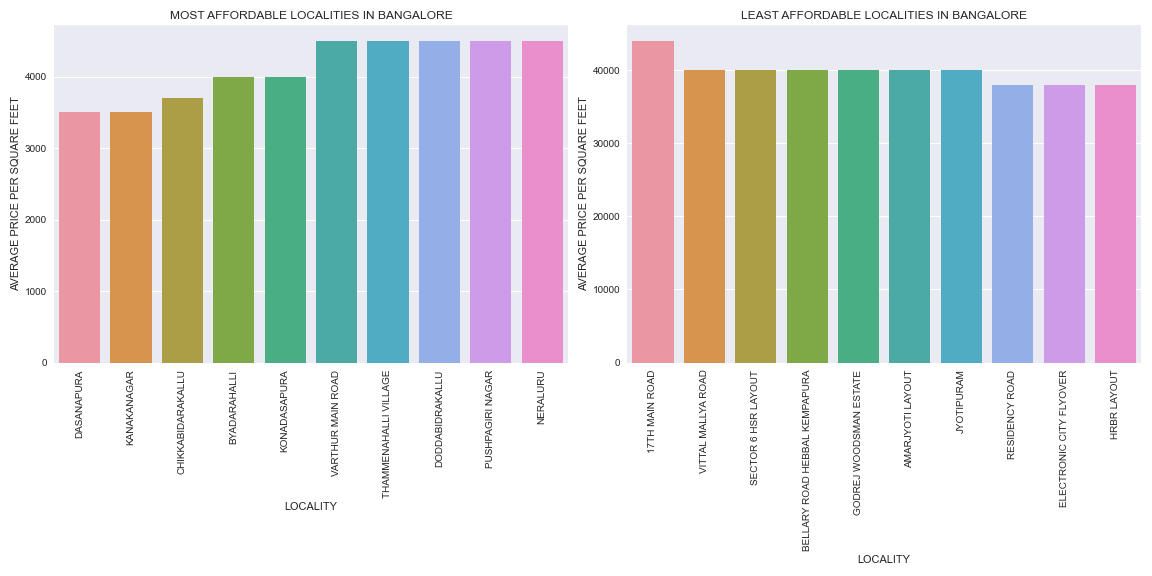 MOST AFFORDABLE LOCALITIES IN BANGALORE
AVERAGE PRICE PER SQUARE FEET
4000
3000
2000
1000
0
DASANAPURA
KANAKANAGAR
CHIKKABIDARAKALLU
BYADARAHALLI
KONADASAPURA
VARTHUR MAIN ROAD
THAMMENAHALLI VILLAGE
DODDABIDRAKALLU
PUSHPAGIRI NAGAR
NERALURU
LOCALITY
LEAST AFFORDABLE LOCALITIES IN BANGALORE
AVERAGE PRICE PER SQUARE FEET
40000
30000
20000
10000
0
17TH MAIN ROAD
VITTAL MALLYA ROAD
SECTOR 6 HSR LAYOUT
BELLARY ROAD HEBBAL KEMPAPURA
GODREJ WOODSMAN ESTATE
AMARJYOTI LAYOUT
JYOTIPURAM
RESIDENCY ROAD
ELECTRONIC CITY FLYOVER
HRBR LAYOUT
LOCALITY